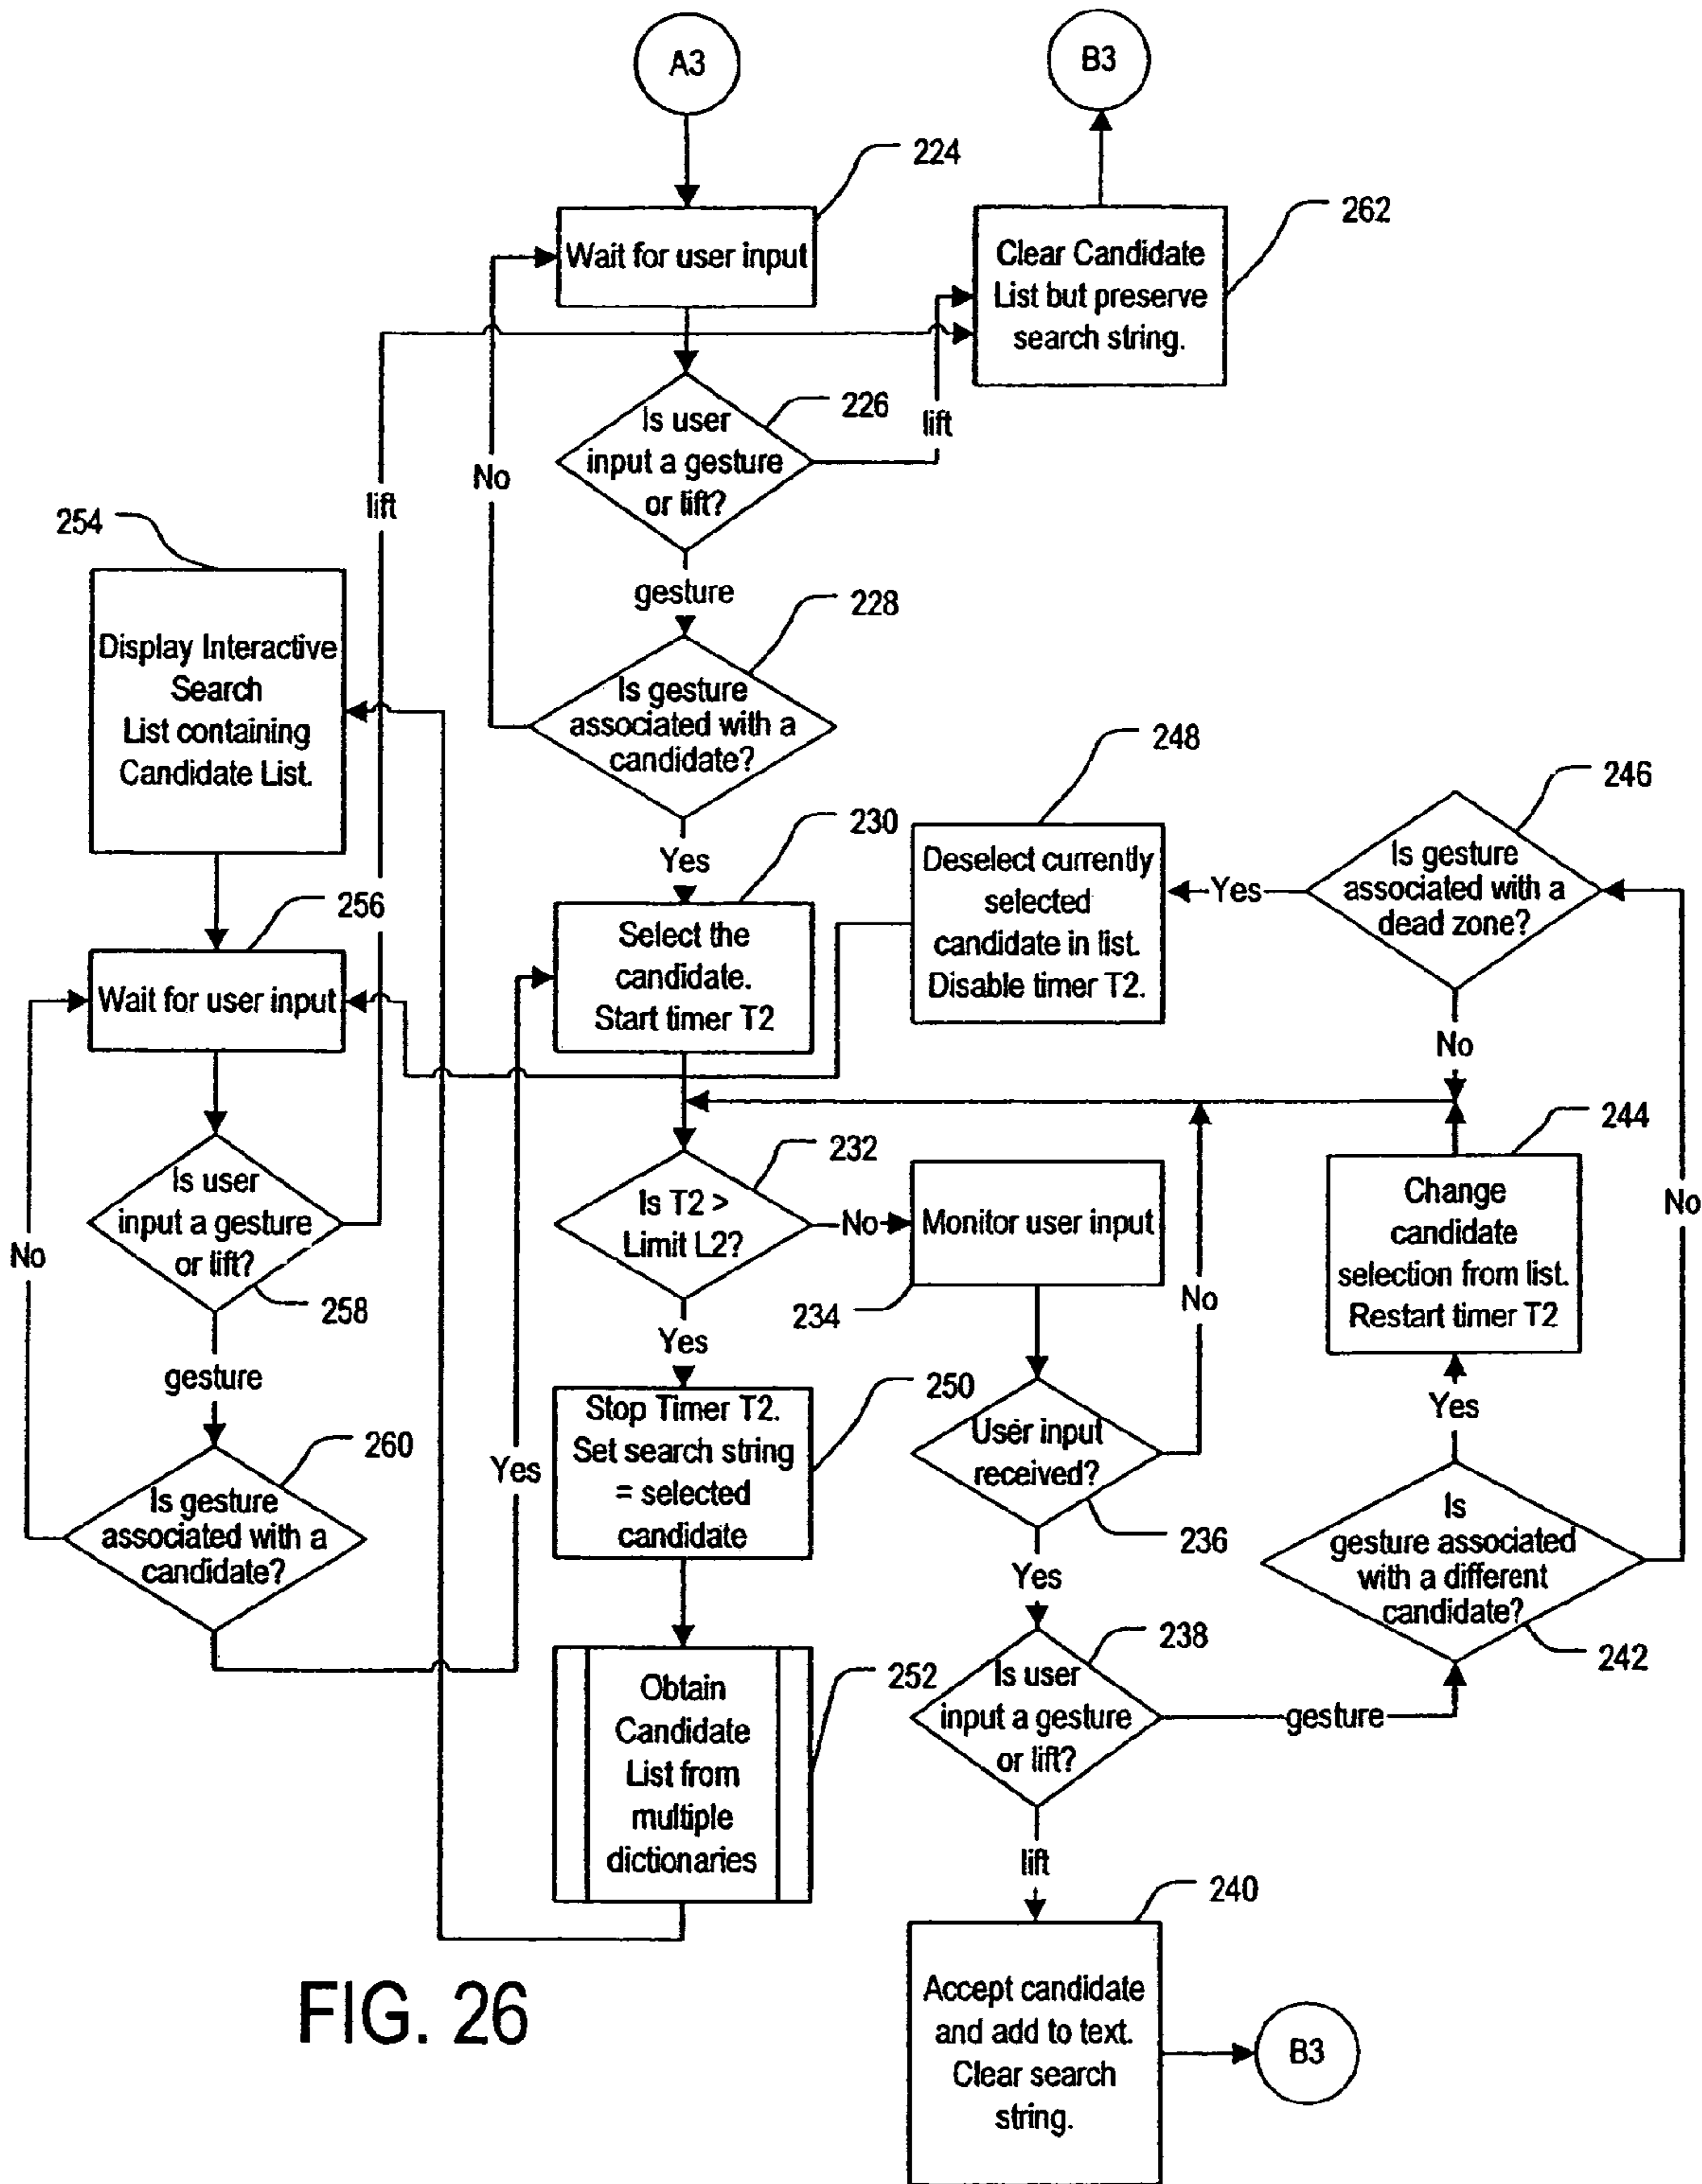 A3
B3
224
Wait for user input
262
Clear Candidate
List but preserve
search string.
226
Is user
input a gesture
or lift?
lift
No
lift
254
gesture
228
Display Interactive
Search
List containing
Candidate List.
Is gesture
associated with a
candidate?
248
246
230
Yes
Deselect currently
selected
candidate in list.
Disable timer T2.
Yes
Is gesture
associated with a
dead zone?
256
Select the
candidate.
Start timer T2
Wait for user input
No
244
232
Is user
input a gesture
or lift?
Is T2 >
Limit L2?
No
Monitor user input
Change
candidate
selection from list.
Restart timer T2
No
No
258
234
No
Yes
gesture
250
Yes
Stop Timer T2.
Set search string
= selected
candidate
User input
received?
260
Yes
Is gesture
associated with a
candidate?
236
Is
gesture associated
with a different
candidate?
Yes
238
242
252
Obtain
Candidate
List from
multiple
dictionaries
Is user
input a gesture
or lift?
gesture
lift
240
FIG. 26
Accept candidate
and add to text.
Clear search
string.
B3